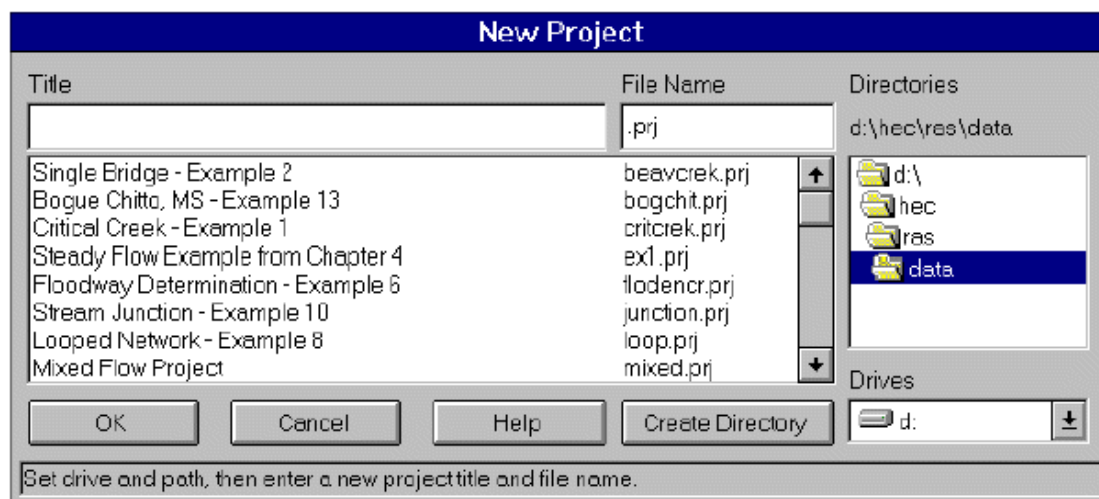 New Project
Title File Name Directories
.prj d:\hec\ras\data
Single Bridge - Example 2 beavcrek.prj
Bogue Chitto, MS - Example 13 bogchit.prj
Critical Creek - Example 1 critcrek.prj
Steady Flow Example from Chapter 4 ex1.prj
Floodway Determination - Example 6 flodencr.prj
Stream Junction - Example 10 junction.prj
Looped Network - Example 8 loop.prj
Mixed Flow Project mixed.prj
d:\
hec
ras
data
Drives
d:
OK Cancel Help Create Directory
Set drive and path, then enter a new project title and file name.